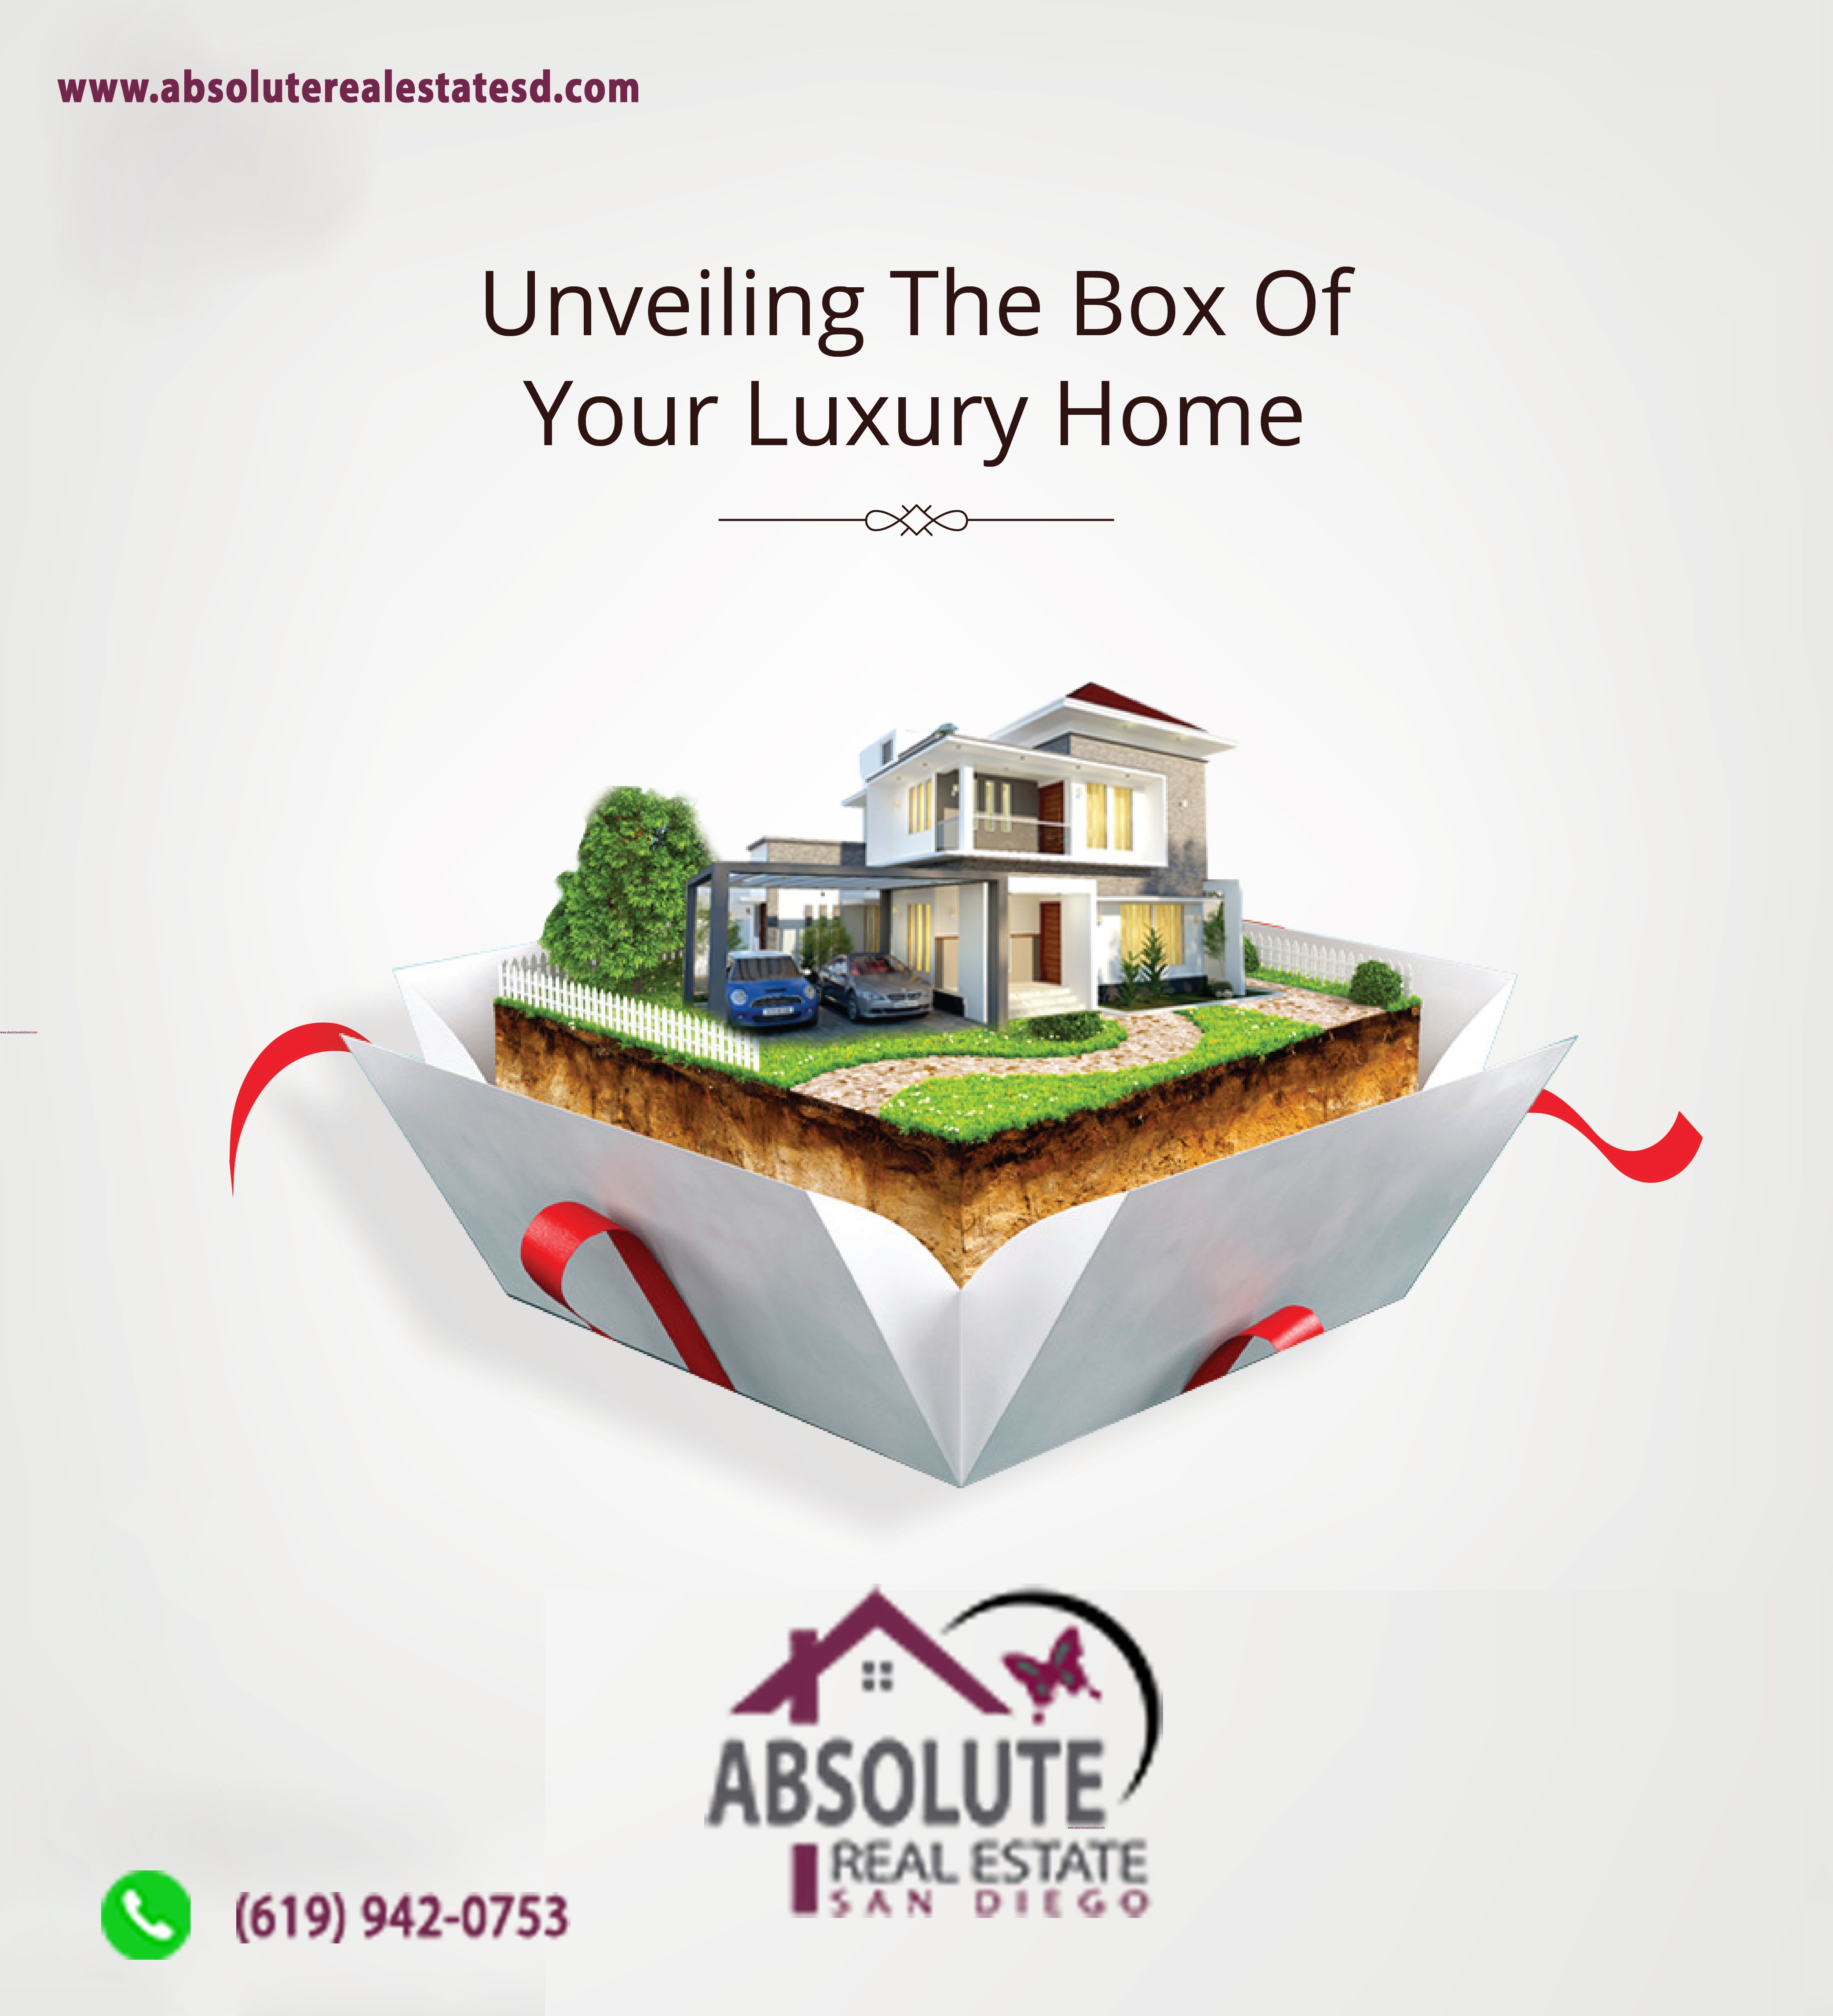 www.absoluterealestatesd.com
Unveiling The Box Of
Your Luxury Home
ABSOLUTE
REAL ESTATE
SAN DIEGO
(619) 942-0753